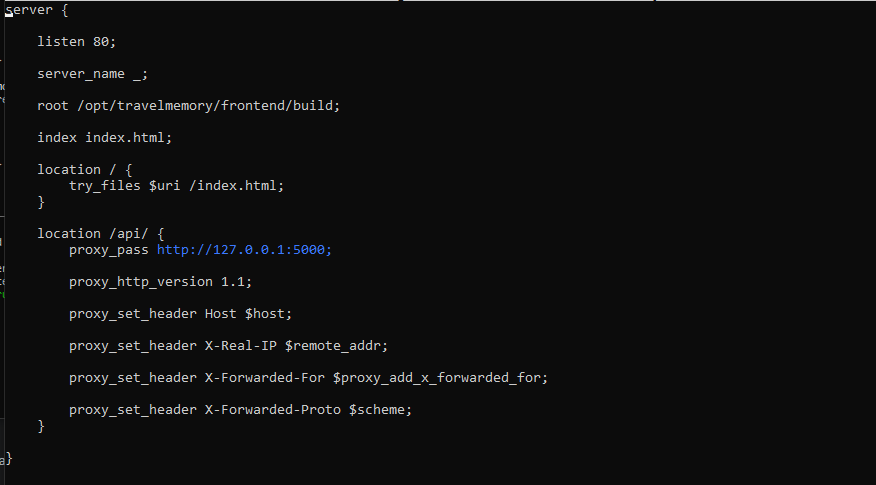 server {
listen 80;
server_name _;
root /opt/travelmemory/frontend/build;
index index.html;
location / {
try_files $uri /index.html;
}
location /api/ {
proxy_pass http://127.0.0.1:5000;
proxy_http_version 1.1;
proxy_set_header Host $host;
proxy_set_header X-Real-IP $remote_addr;
proxy_set_header X-Forwarded-For $proxy_add_x_forwarded_for;
proxy_set_header X-Forwarded-Proto $scheme;
}
}